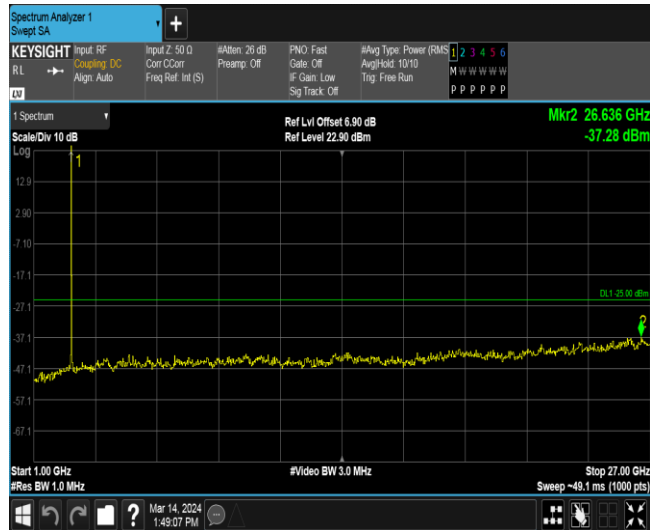 Spectrum Analyzer 1
Swept SA
+
KEYSIGHT
RL
LXI
Input: RF
Coupling: DC
Align: Auto
Input Z: 50 Ω
Corr CCorr
Freq Ref: Int (S)
#Atten: 26 dB
Preamp: Off
PNO: Fast
Gate: Off
IF Gain: Low
Sig Track: Off
#Avg Type: Power (RMS
Avg|Hold: 10/10
Trig: Free Run
1 2 3 4 5 6
M W W W W W
P P P P P P
1 Spectrum
Scale/Div 10 dB
Ref Lvl Offset 6.90 dB
Ref Level 22.90 dBm
Mkr2 26.636 GHz
-37.28 dBm
Log
1
12.9
2.90
-7.10
-17.1
DL1 -25.00 dBm
-27.1
2
-37.1
-47.1
-57.1
-67.1
Start 1.00 GHz
#Video BW 3.0 MHz
Stop 27.00 GHz
#Res BW 1.0 MHz
Sweep ~49.1 ms (1000 pts)
?
Mar 14, 2024
1:49:07 PM